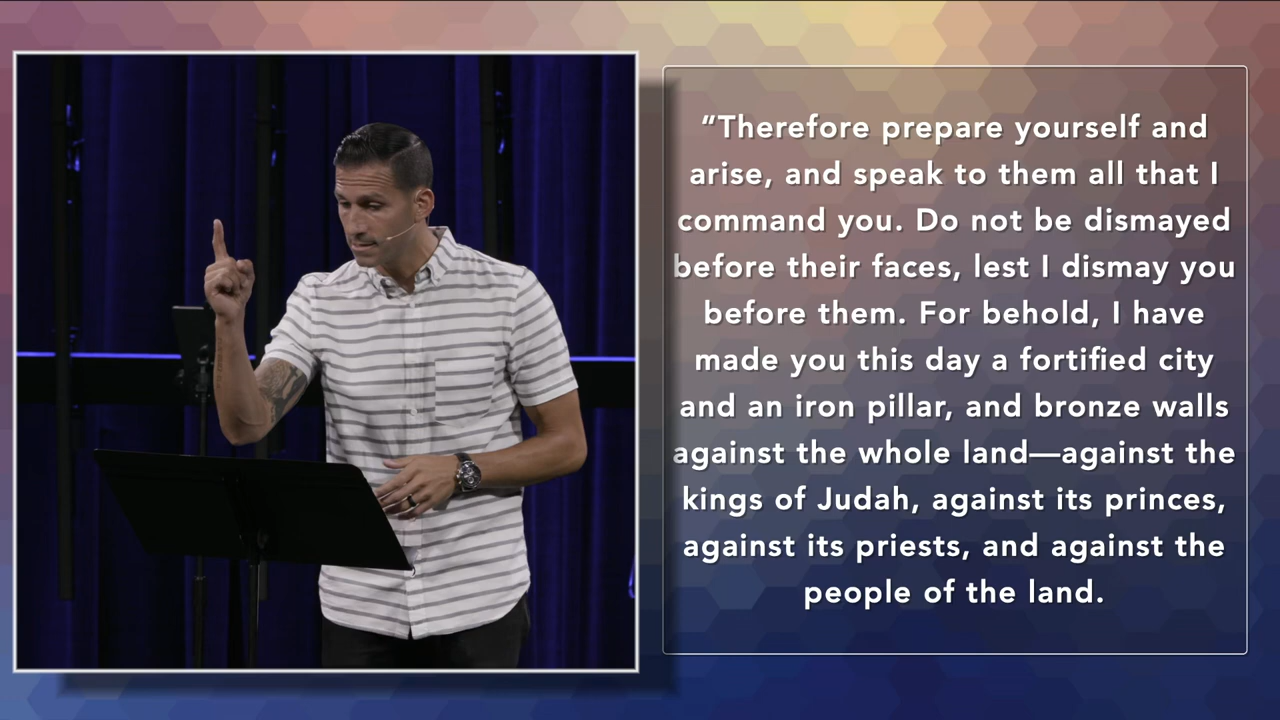 “Therefore prepare yourself and
arise, and speak to them all that I
command you. Do not be dismayed
before their faces, lest I dismay you
before them. For behold, I have
made you this day a fortified city
and an iron pillar, and bronze walls
against the whole land—against the
kings of Judah, against its princes,
against its priests, and against the
people of the land.